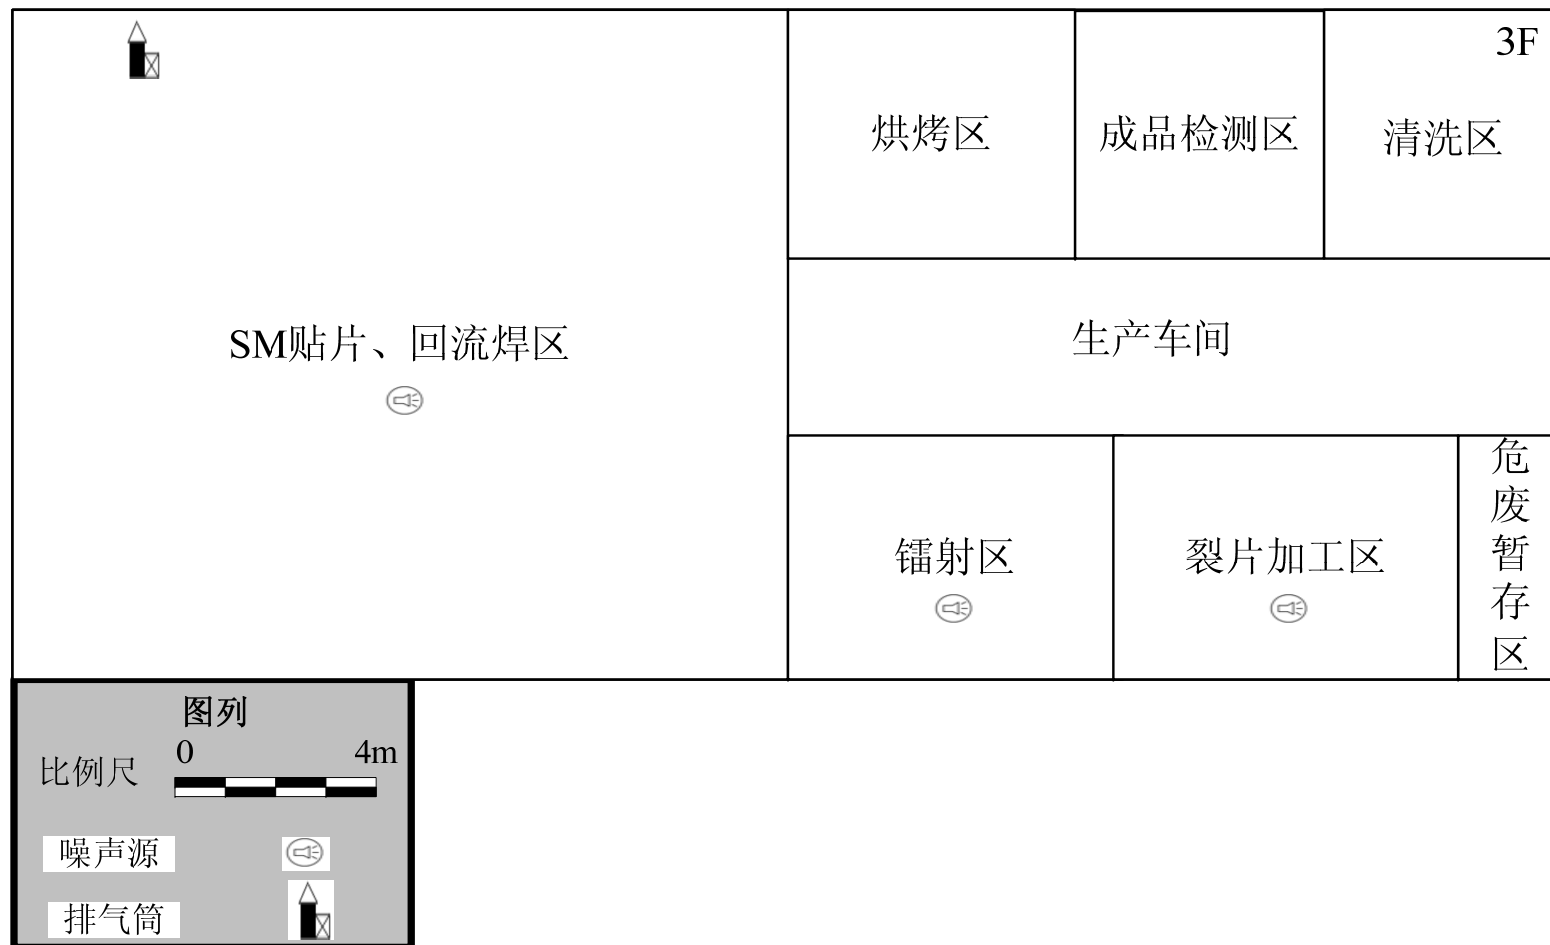 3F
烘烤区
成品检测区
清洗区
SM贴片、回流焊区
生产车间
镭射区
裂片加工区
危
废
暂
存
区
图列
0 4m
比例尺
噪声源
排气筒